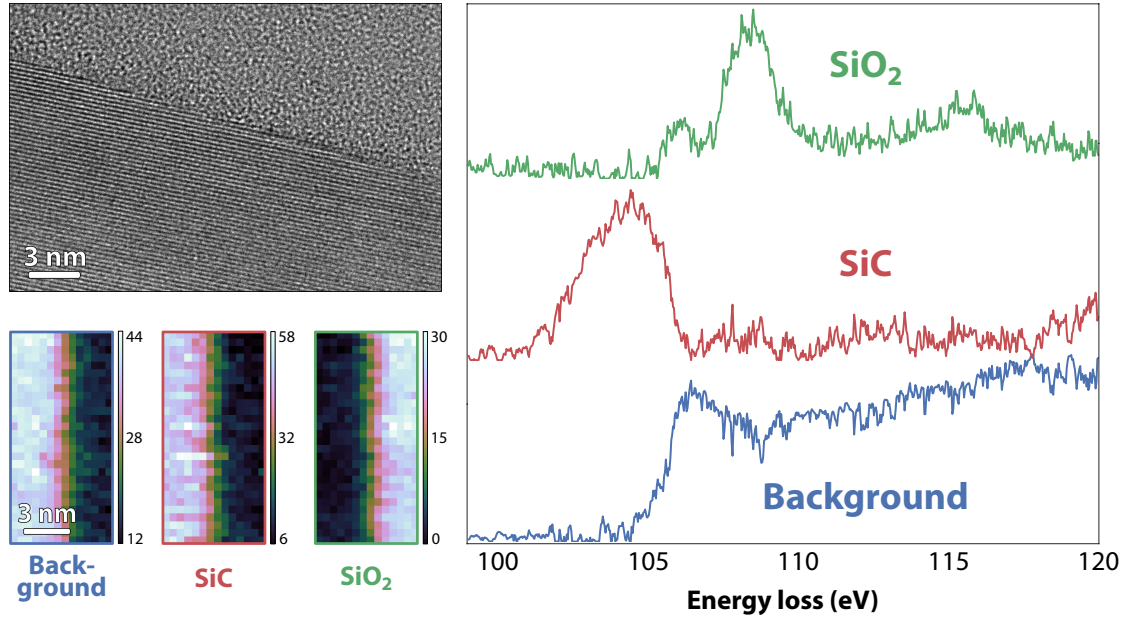 3 nm
44
28
12
3 nm
Back-
ground
58
32
6
SiC
30
15
0
SiO₂
SiO₂
SiC
Background
100 105 110 115 120
Energy loss (eV)